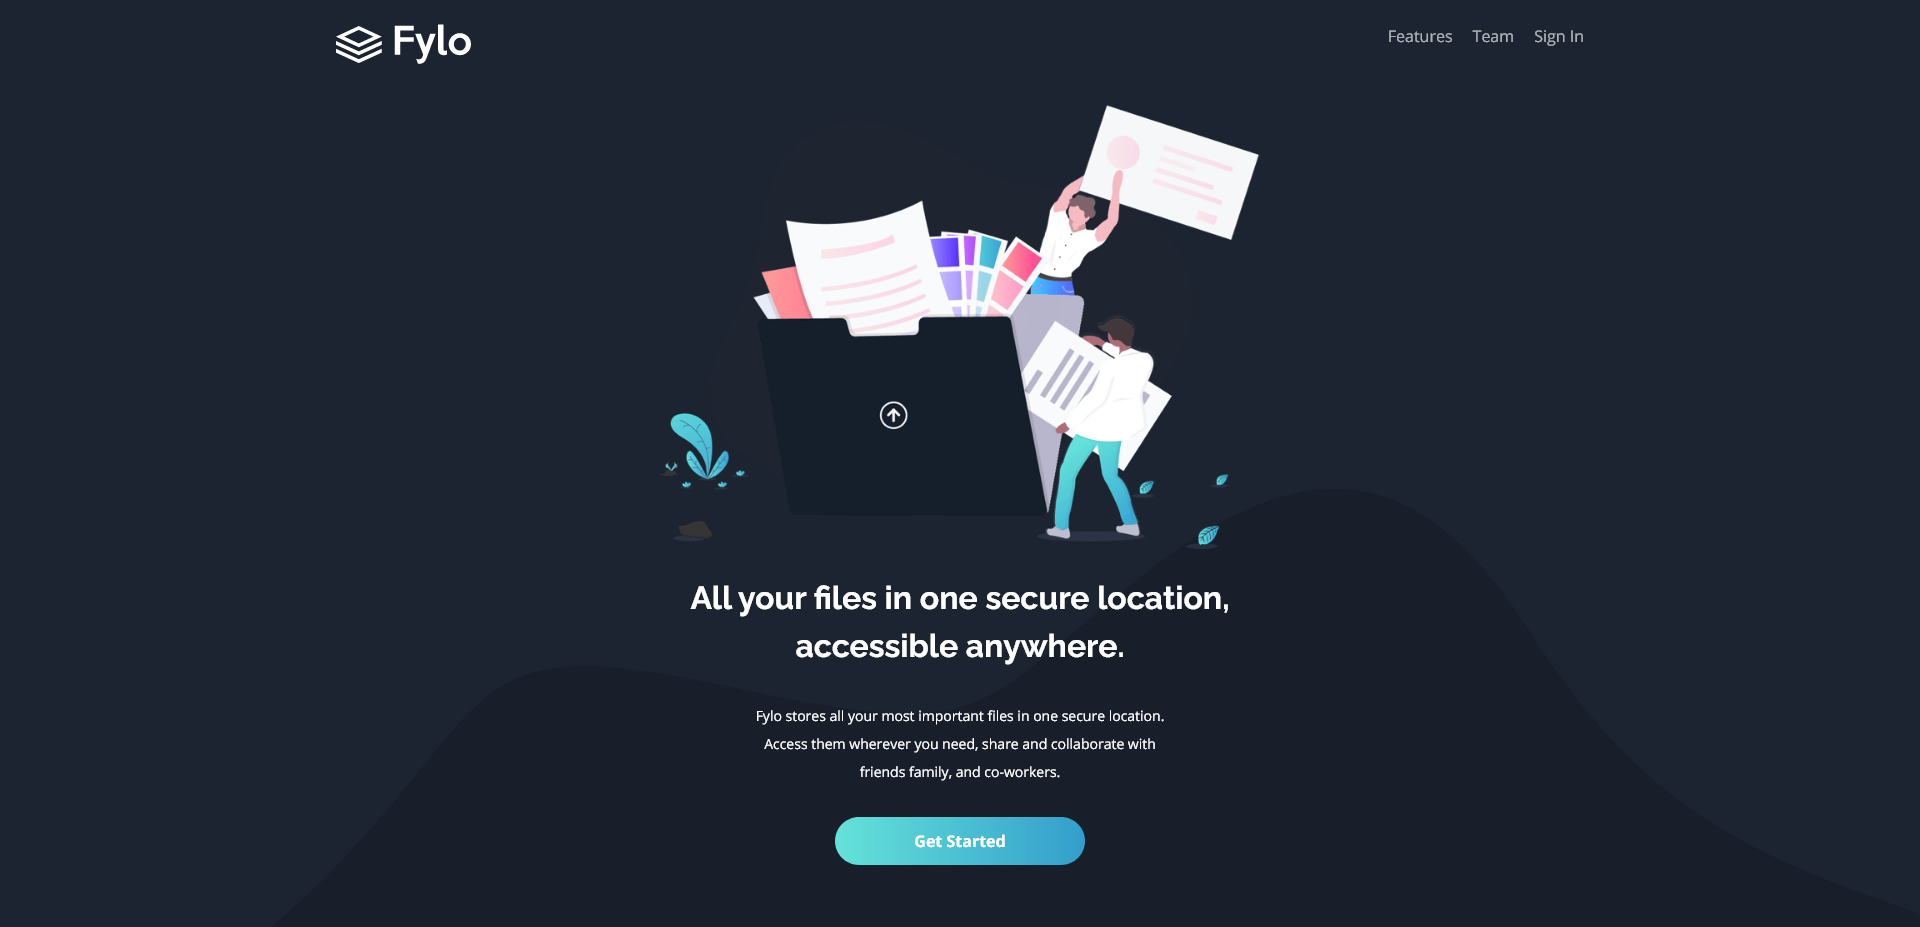 Fylo
Features
Team
Sign In
All your files in one secure location,
accessible anywhere.
Fylo stores all your most important files in one secure location.
Access them wherever you need, share and collaborate with
friends family, and co-workers.
Get Started